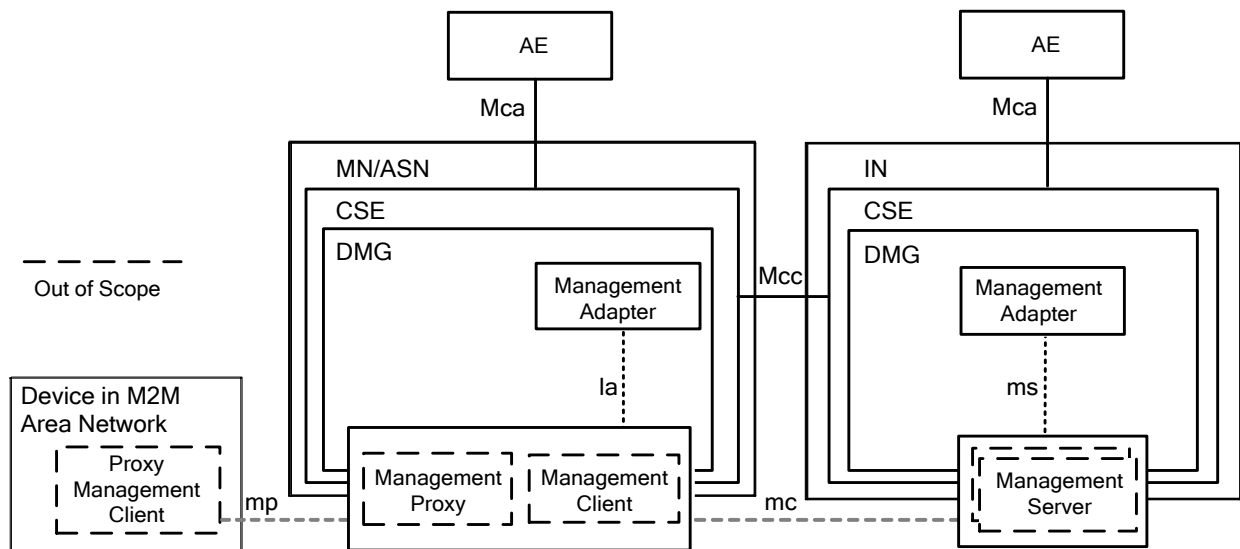 AE
AE
Mca
Mca
MN/ASN
IN
CSE
CSE
DMG
DMG
Out of Scope
Management
Adapter
Mcc
Management
Adapter
la
ms
Device in M2M
Area Network
Proxy
Management
Client
mp
Management
Proxy
Management
Client
mc
Management
Server